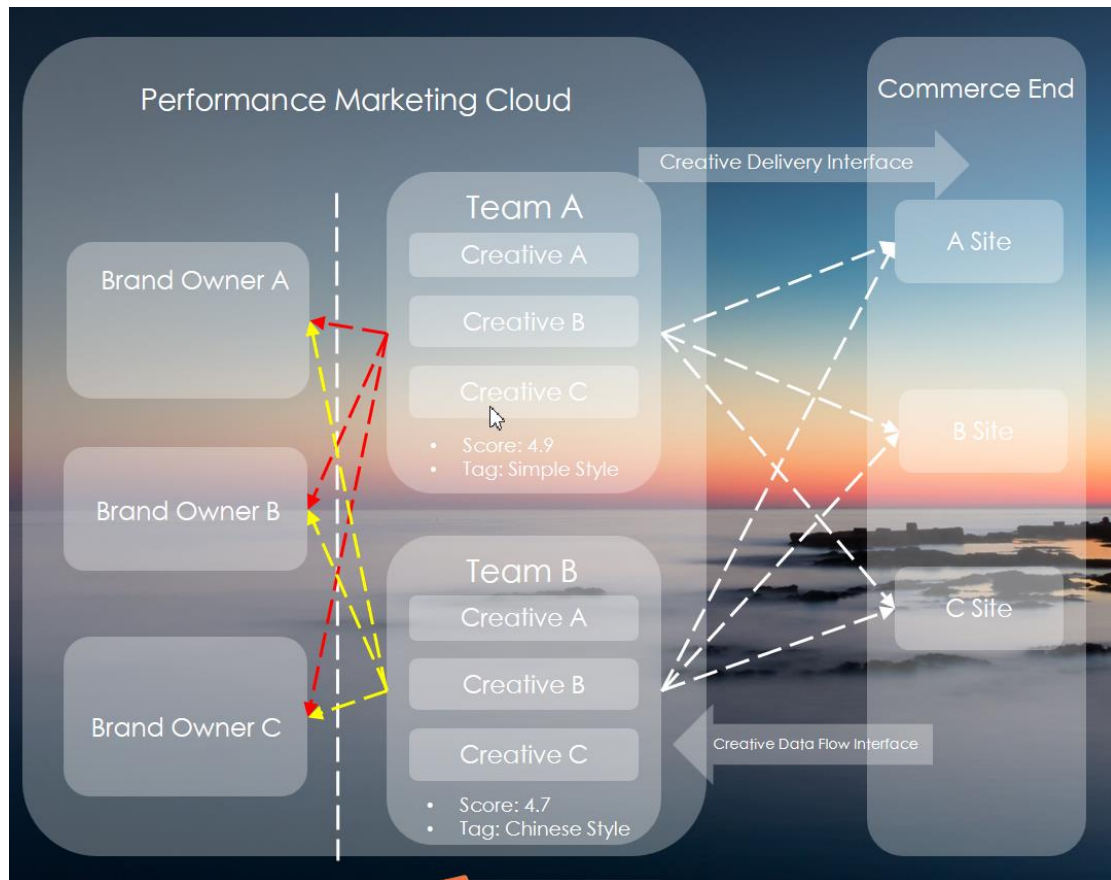 Performance Marketing Cloud
Commerce End
Creative Delivery Interface
Team A
Creative A
Creative B
Creative C
• Score: 4.9
• Tag: Simple Style
Brand Owner A
Brand Owner B
Brand Owner C
Team B
Creative A
Creative B
Creative C
• Score: 4.7
• Tag: Chinese Style
A Site
B Site
C Site
Creative Data Flow Interface